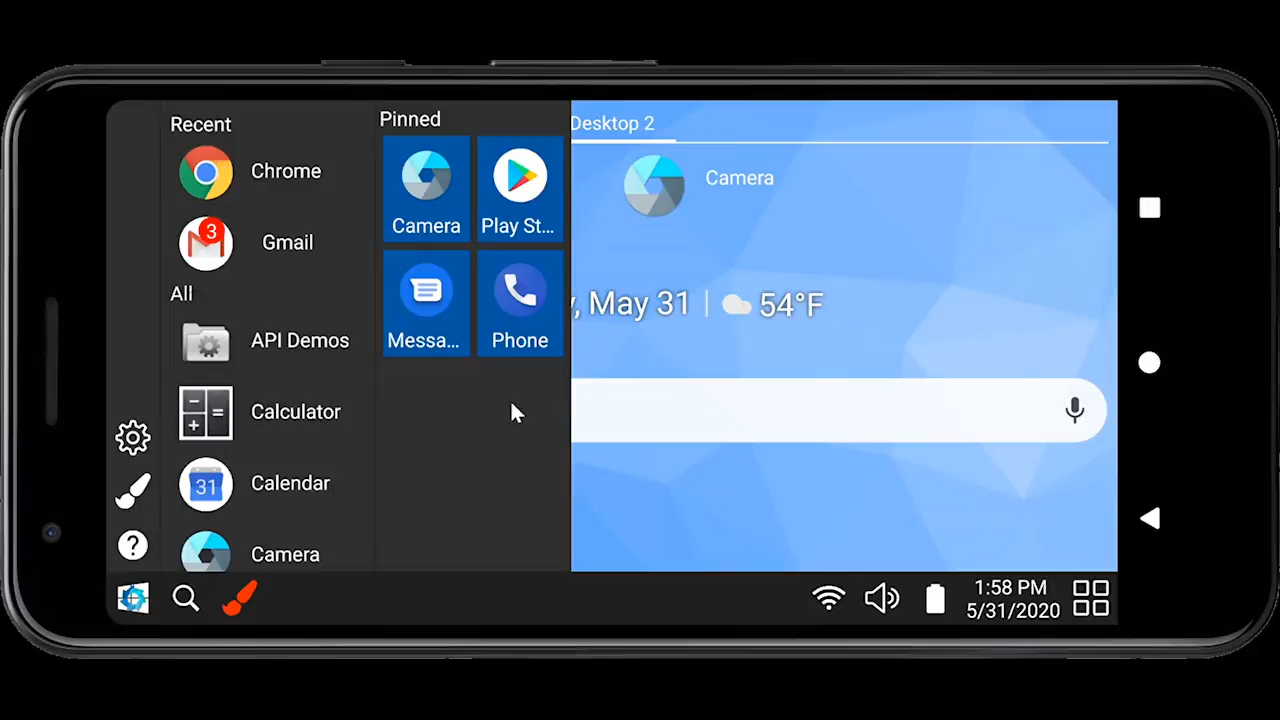 Recent
Chrome
3
Gmail
All
API Demos
Calculator
31
Calendar
Camera
Pinned
Camera
Play St...
Messa...
Phone
Desktop 2
Camera
, May 31 | 54°F
?
1:58 PM
5/31/2020